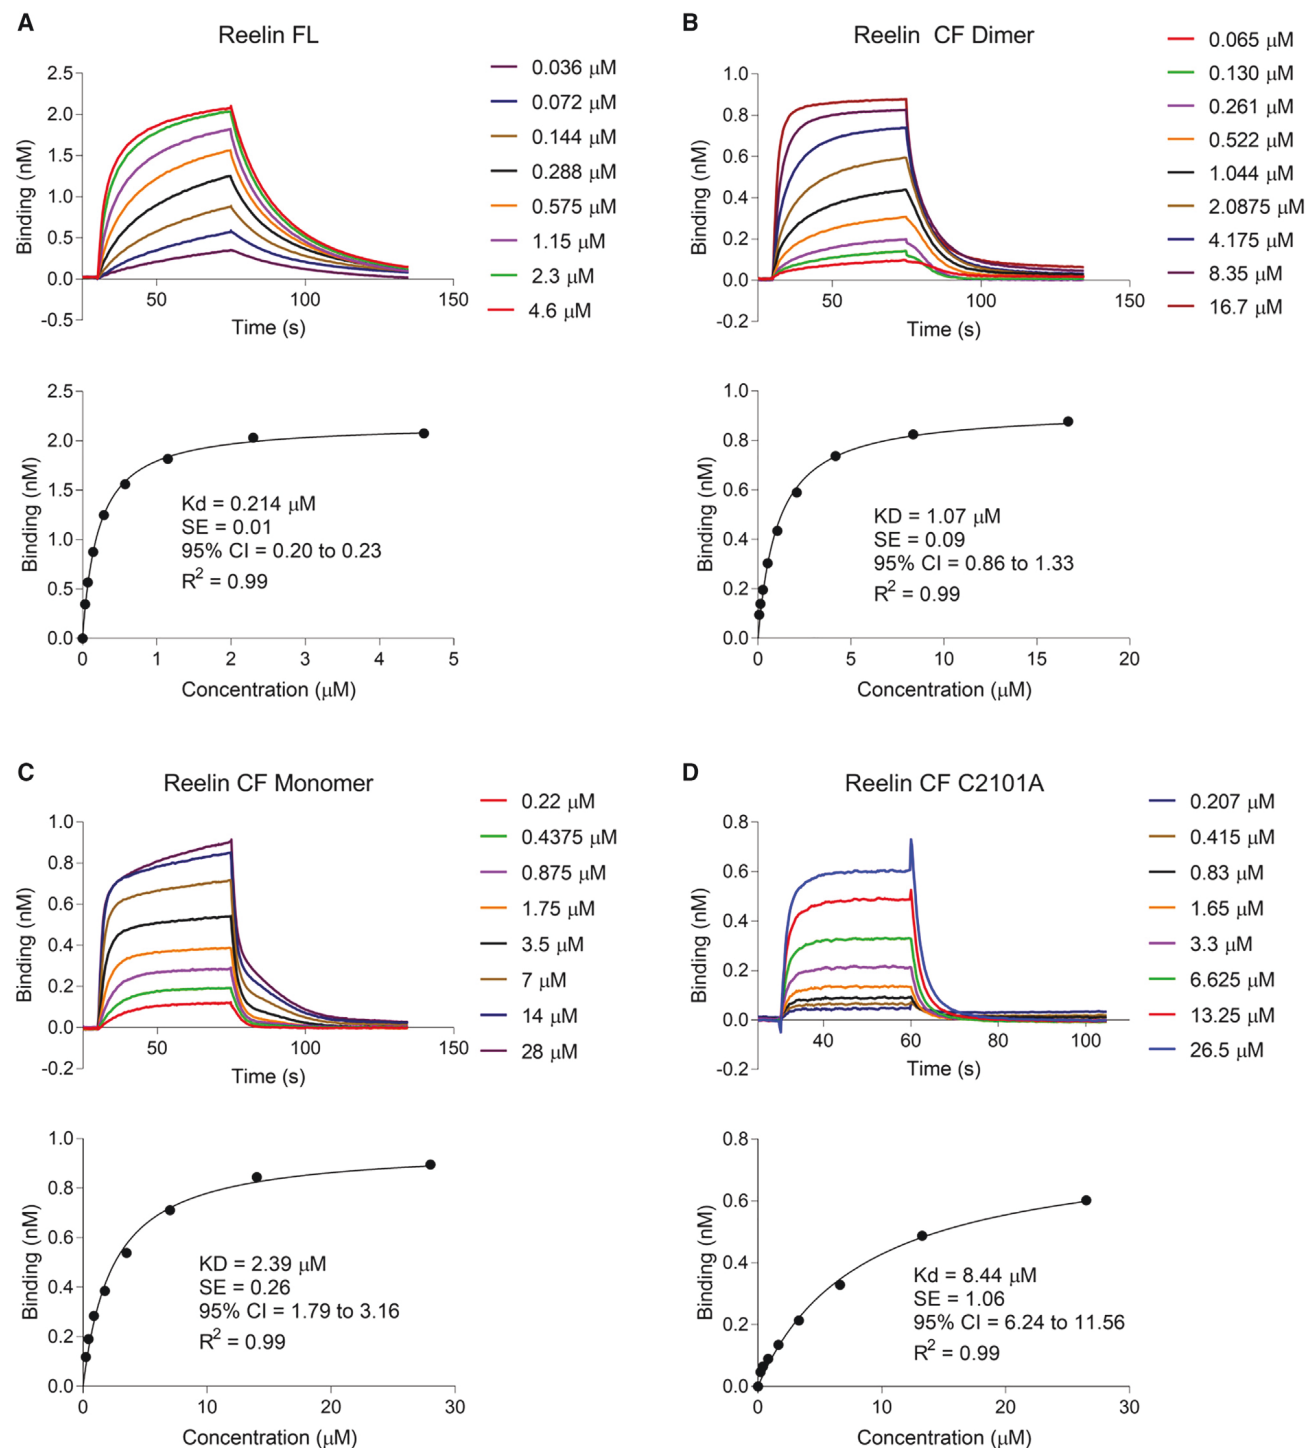 A
Reelin FL
2.5
2.0
1.5
1.0
0.5
0.0
-0.5
Binding (nM)
50
100
150
Time (s)
0.036 μM
0.072 μM
0.144 μM
0.288 μM
0.575 μM
1.15 μM
2.3 μM
4.6 μM
2.5
2.0
1.5
1.0
0.5
0.0
Binding (nM)
Kd = 0.214 μM
SE = 0.01
95% CI = 0.20 to 0.23
R² = 0.99
0
1
2
3
4
5
Concentration (μM)
B
Reelin CF Dimer
1.0
0.8
0.6
0.4
0.2
0.0
-0.2
Binding (nM)
50
100
150
Time (s)
0.065 μM
0.130 μM
0.261 μM
0.522 μM
1.044 μM
2.0875 μM
4.175 μM
8.35 μM
16.7 μM
1.0
0.8
0.6
0.4
0.2
0.0
Binding (nM)
KD = 1.07 μM
SE = 0.09
95% CI = 0.86 to 1.33
R² = 0.99
0
5
10
15
20
Concentration (μM)
C
Reelin CF Monomer
1.0
0.8
0.6
0.4
0.2
0.0
-0.2
Binding (nM)
50
100
150
Time (s)
0.22 μM
0.4375 μM
0.875 μM
1.75 μM
3.5 μM
7 μM
14 μM
28 μM
1.0
0.8
0.6
0.4
0.2
0.0
Binding (nM)
KD = 2.39 μM
SE = 0.26
95% CI = 1.79 to 3.16
R² = 0.99
0
10
20
30
Concentration (μM)
D
Reelin CF C2101A
0.8
0.6
0.4
0.2
0.0
-0.2
Binding (nM)
40
60
80
100
Time (s)
0.207 μM
0.415 μM
0.83 μM
1.65 μM
3.3 μM
6.625 μM
13.25 μM
26.5 μM
0.8
0.6
0.4
0.2
0.0
Binding (nM)
Kd = 8.44 μM
SE = 1.06
95% CI = 6.24 to 11.56
R² = 0.99
0
10
20
30
Concentration (μM)